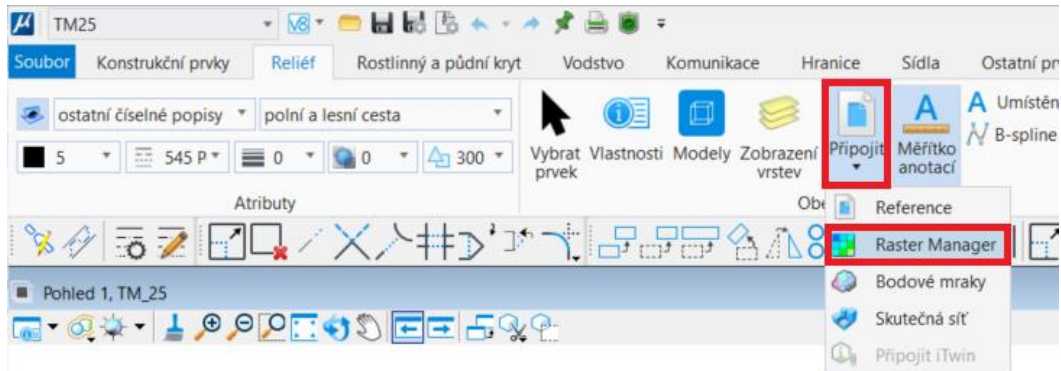 TM25
V8
Soubor Konstrukční prvky Reliéf Rostlinný a půdní kryt Vodstvo Komunikace Hranice Sídla Ostatní pr
ostatní číselné popisy polní a lesní cesta
5 545 P 0 0 300
Vybrat prvek Vlastnosti Modely Zobrazení vrstev Připojit Měřítko anotací
A Umístěn
B-spline
Atributy Obe
Reference
Raster Manager
Bodové mraky
Skutečná síť
Připojit iTwin
Pohled 1, TM_25